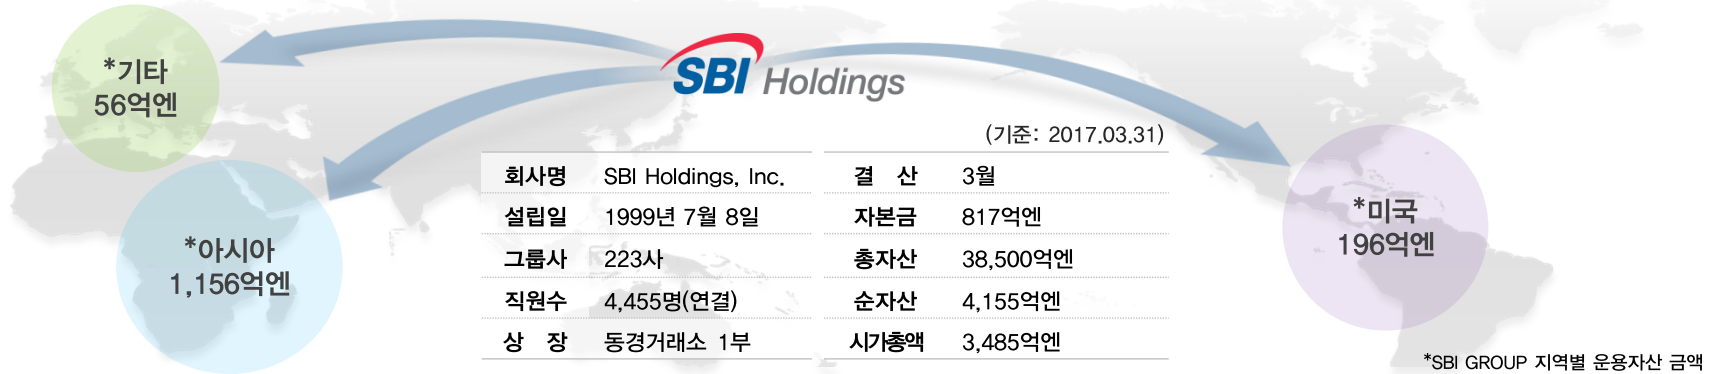 *기타
56억엔
SBI Holdings
*아시아
1,156억엔
*미국
196억엔
(기준: 2017.03.31)
회사명 SBI Holdings, Inc.
설립일 1999년 7월 8일
그룹사 223사
직원수 4,455명(연결)
상 장 동경거래소 1부
결 산 3월
자본금 817억엔
총자산 38,500억엔
순자산 4,155억엔
시가총액 3,485억엔
*SBI GROUP 지역별 운용자산 금액